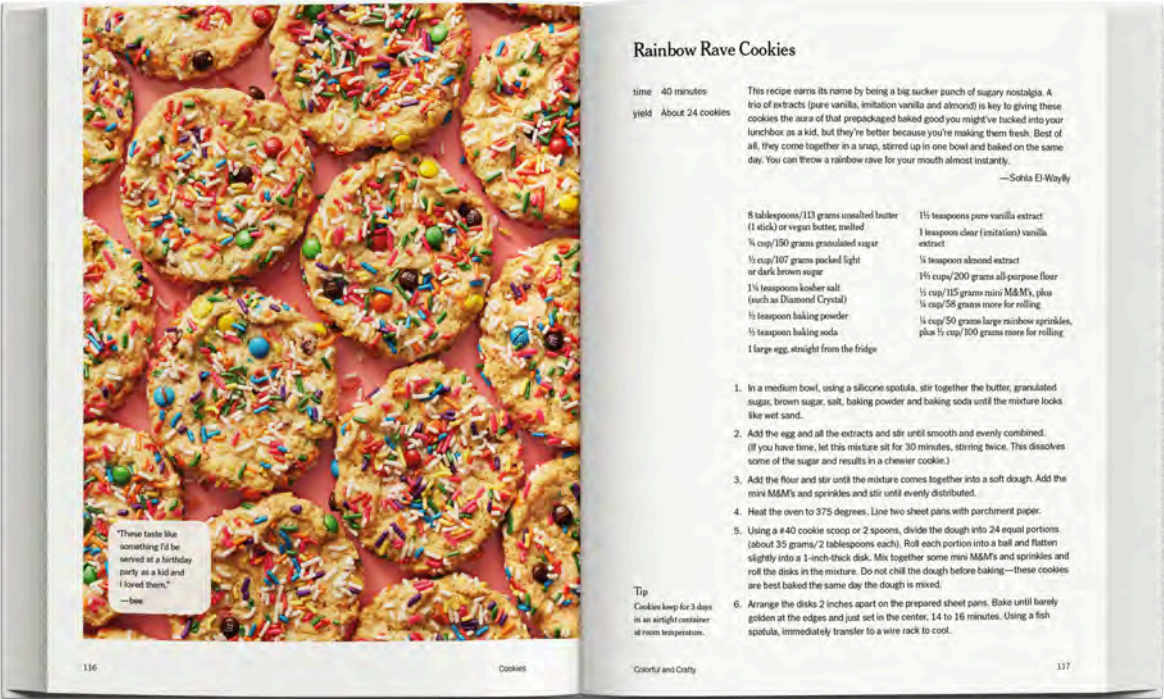 "These taste like
something I'd be
served at a birthday
party as a kid and
I loved them."
—bee
116
Cookies
Rainbow Rave Cookies
time 40 minutes
yield About 24 cookies
This recipe earns its name by being a big sucker punch of sugary nostalgia. A
trio of extracts (pure vanilla, imitation vanilla and almond) is key to giving these
cookies the aura of that prepackaged baked good you might've tucked into your
lunchbox as a kid, but they're better because you're making them fresh. Best of
all, they come together in a snap, stirred up in one bowl and baked on the same
day. You can throw a rainbow rave for your mouth almost instantly.
—Sohla El-Waylly
8 tablespoons/113 grams unsalted butter
(1 stick) or vegan butter, melted
¾ cup/150 grams granulated sugar
½ cup/107 grams packed light
or dark brown sugar
1¼ teaspoons kosher salt
(such as Diamond Crystal)
½ teaspoon baking powder
½ teaspoon baking soda
1 large egg, straight from the fridge
1½ teaspoons pure vanilla extract
1 teaspoon clear (imitation) vanilla
extract
¼ teaspoon almond extract
1⅔ cups/200 grams all-purpose flour
½ cup/115 grams mini M&M's, plus
¼ cup/58 grams more for rolling
¼ cup/50 grams large rainbow sprinkles,
plus ½ cup/100 grams more for rolling
1. In a medium bowl, using a silicone spatula, stir together the butter, granulated
sugar, brown sugar, salt, baking powder and baking soda until the mixture looks
like wet sand.
2. Add the egg and all the extracts and stir until smooth and evenly combined.
(If you have time, let this mixture sit for 30 minutes, stirring twice. This dissolves
some of the sugar and results in a chewier cookie.)
3. Add the flour and stir until the mixture comes together into a soft dough. Add the
mini M&M's and sprinkles and stir until evenly distributed.
4. Heat the oven to 375 degrees. Line two sheet pans with parchment paper.
5. Using a #40 cookie scoop or 2 spoons, divide the dough into 24 equal portions
(about 35 grams/2 tablespoons each). Roll each portion into a ball and flatten
slightly into a 1-inch-thick disk. Mix together some mini M&M's and sprinkles and
roll the disks in the mixture. Do not chill the dough before baking—these cookies
are best baked the same day the dough is mixed.
6. Arrange the disks 2 inches apart on the prepared sheet pans. Bake until barely
golden at the edges and just set in the center, 14 to 16 minutes. Using a fish
spatula, immediately transfer to a wire rack to cool.
Tip
Cookies keep for 3 days
in an airtight container
at room temperature.
Colorful and Crafty
117